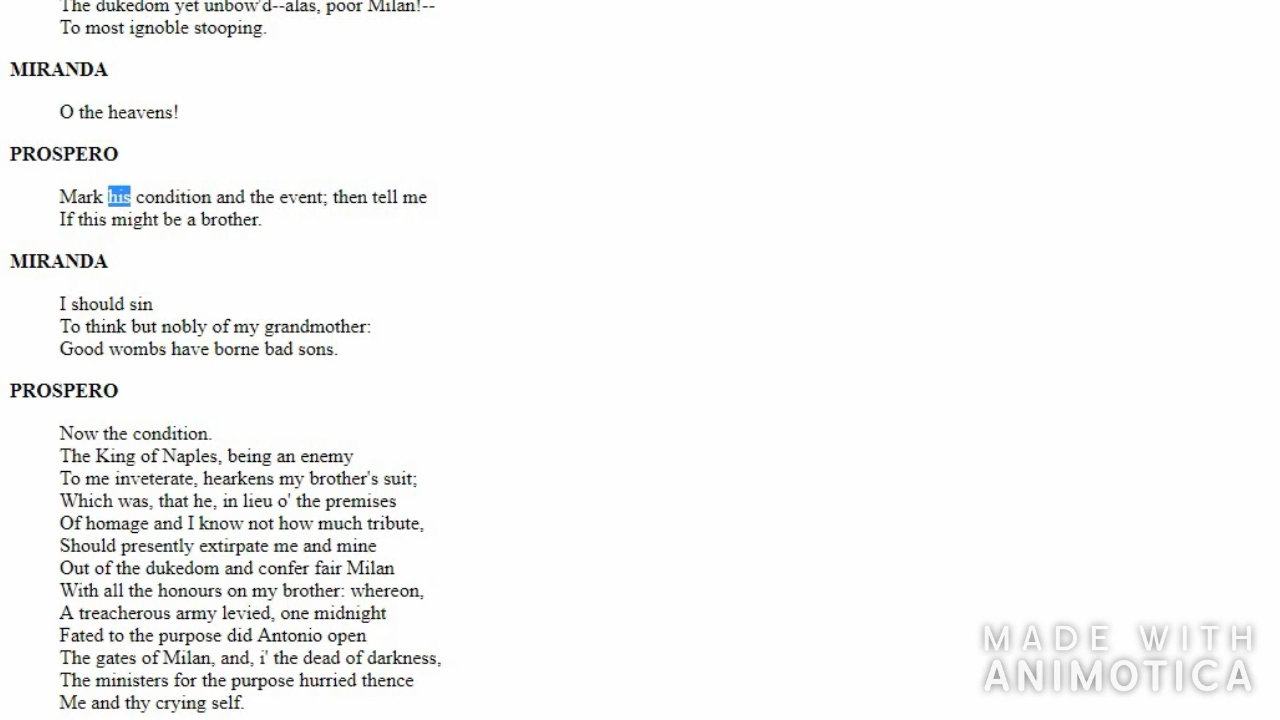 The dukedom yet unbow'd--alas, poor Milan!--
To most ignoble stooping.
MIRANDA
O the heavens!
PROSPERO
Mark his condition and the event; then tell me
If this might be a brother.
MIRANDA
I should sin
To think but nobly of my grandmother:
Good wombs have borne bad sons.
PROSPERO
Now the condition.
The King of Naples, being an enemy
To me inveterate, hearkens my brother's suit;
Which was, that he, in lieu o' the premises
Of homage and I know not how much tribute,
Should presently extirpate me and mine
Out of the dukedom and confer fair Milan
With all the honours on my brother: whereon,
A treacherous army levied, one midnight
Fated to the purpose did Antonio open
The gates of Milan, and, i' the dead of darkness,
The ministers for the purpose hurried thence
Me and thy crying self.
MADE WITH
ANIMOTICA